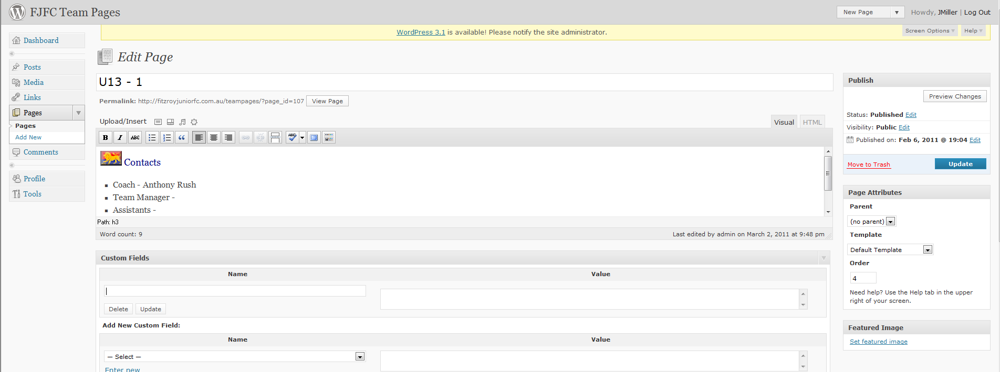 FJFC Team Pages
New Page
Howdy, JMiller | Log Out
WordPress 3.1 is available! Please notify the site administrator.
Screen Options
Help
Dashboard
Posts
Media
Links
Pages
Pages
Add New
Comments
Profile
Tools
Edit Page
U13 - 1
Permalink: http://fitzroyjuniorfc.com.au/teampages/?page_id=107 View Page
Upload/Insert
Visual
HTML
B I ABC
ABC
Contacts
Coach - Anthony Rush
Team Manager -
Assistants -
Path: h3
Word count: 9
Last edited by admin on March 2, 2011 at 9:48 pm
Custom Fields
Name Value
Delete Update
Add New Custom Field:
Name Value
— Select —
Enter new
Publish
Preview Changes
Status: Published Edit
Visibility: Public Edit
Published on: Feb 6, 2011 @ 19:04 Edit
Move to Trash Update
Page Attributes
Parent
(no parent)
Template
Default Template
Order
4
Need help? Use the Help tab in the upper
right of your screen.
Featured Image
Set featured image